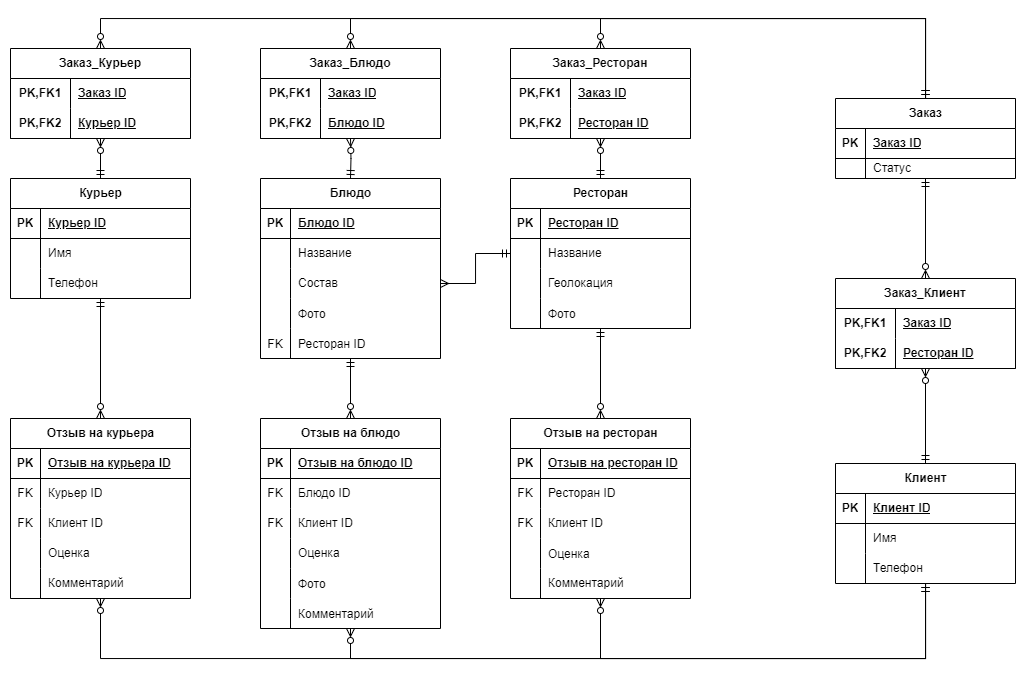 Заказ_Курьер
PK,FK1 Заказ ID
PK,FK2 Курьер ID
Заказ_Блюдо
PK,FK1 Заказ ID
PK,FK2 Блюдо ID
Заказ_Ресторан
PK,FK1 Заказ ID
PK,FK2 Ресторан ID
Заказ
PK Заказ ID
Статус
Курьер
PK Курьер ID
Имя
Телефон
Блюдо
PK Блюдо ID
Название
Состав
Фото
FK Ресторан ID
Ресторан
PK Ресторан ID
Название
Геолокация
Фото
Заказ_Клиент
PK,FK1 Заказ ID
PK,FK2 Ресторан ID
Отзыв на курьера
PK Отзыв на курьера ID
FK Курьер ID
FK Клиент ID
Оценка
Комментарий
Отзыв на блюдо
PK Отзыв на блюдо ID
FK Блюдо ID
FK Клиент ID
Оценка
Фото
Комментарий
Отзыв на ресторан
PK Отзыв на ресторан ID
FK Ресторан ID
FK Клиент ID
Оценка
Комментарий
Клиент
PK Клиент ID
Имя
Телефон